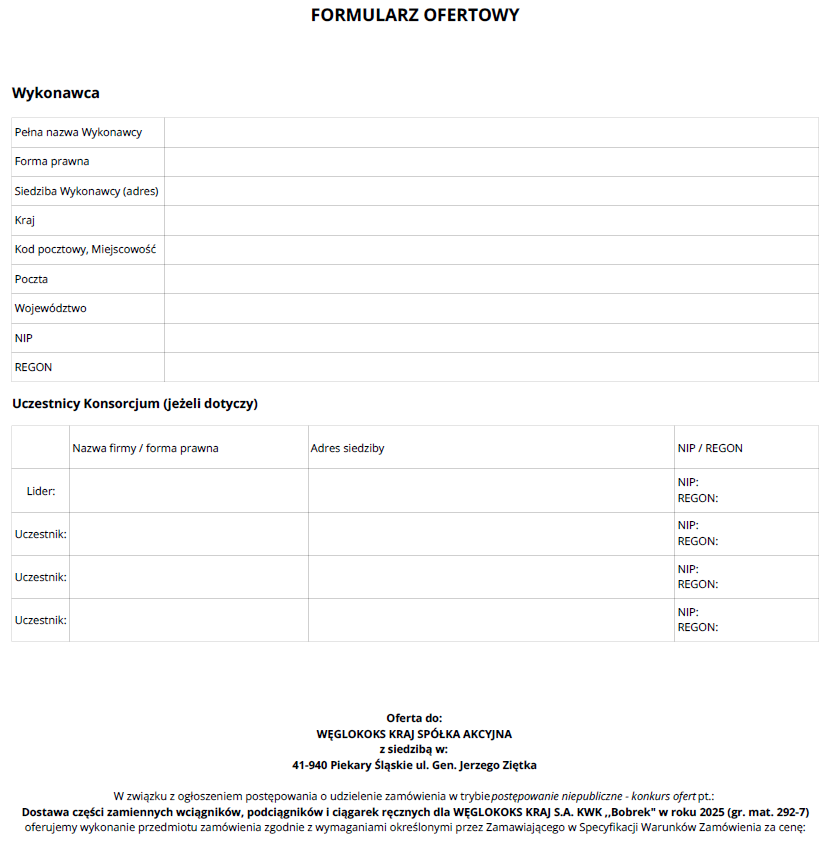 FORMULARZ OFERTOWY
Wykonawca
Pełna nazwa Wykonawcy
Forma prawna
Siedziba Wykonawcy (adres)
Kraj
Kod pocztowy, Miejscowość
Poczta
Województwo
NIP
REGON
Uczestnicy Konsorcjum (jeżeli dotyczy)
Nazwa firmy / forma prawna Adres siedziby NIP / REGON
Lider: NIP:
REGON:
Uczestnik: NIP:
REGON:
Uczestnik: NIP:
REGON:
Uczestnik: NIP:
REGON:
Oferta do:
WĘGLOKOKS KRAJ SPÓŁKA AKCYJNA
z siedzibą w:
41-940 Piekary Śląskie ul. Gen. Jerzego Ziętka
W związku z ogłoszeniem postępowania o udzielenie zamówienia w trybie postępowanie niepubliczne - konkurs ofert pt.:
Dostawa części zamiennych wciągników, podciągników i ciągarek ręcznych dla WĘGLOKOKS KRAJ S.A. KWK ,,Bobrek" w roku 2025 (gr. mat. 292-7)
oferujemy wykonanie przedmiotu zamówienia zgodnie z wymaganiami określonymi przez Zamawiającego w Specyfikacji Warunków Zamówienia za cenę: